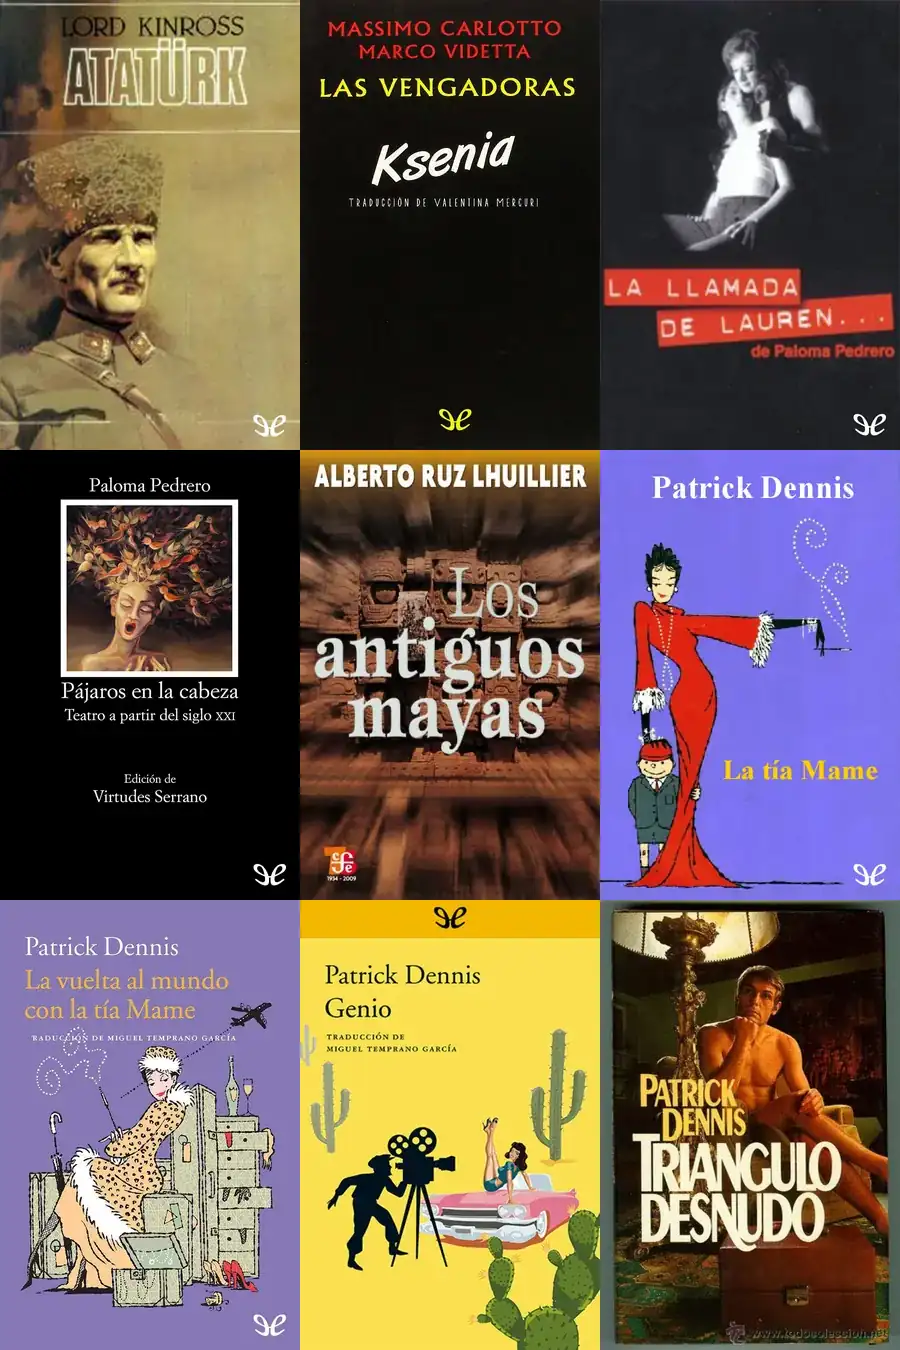 LORD KINROSS
ATATÜRK
MASSIMO CARLOTTO
MARCO VIDETTA
LAS VENGADORAS
Ksenia
TRADUCCIÓN DE VALENTINA MERCURI
LA LLAMADA
DE LAUREN...
de Paloma Pedrero
Paloma Pedrero
Pájaros en la cabeza
Teatro a partir del siglo XXI
Edición de
Virtudes Serrano
ALBERTO RUZ LHUILLIER
Los
antiguos
mayas
cfe
1934 - 2009
Patrick Dennis
La tía Mame
Patrick Dennis
La vuelta al mundo
con la tía Mame
TRADUCCIÓN DE MIGUEL TEMPRANO GARCÍA
Patrick Dennis
Genio
TRADUCCIÓN DE
MIGUEL TEMPRANO GARCÍA
PATRICK
DENNIS
TRIANGULO
DESNUDO
www.todocoleccion.net